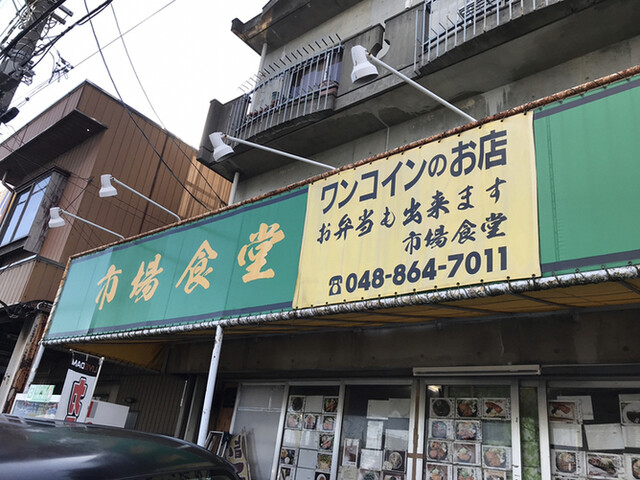 市場食堂
ワンコインのお店
お弁当も出来ます
市場食堂
☎048-864-7011